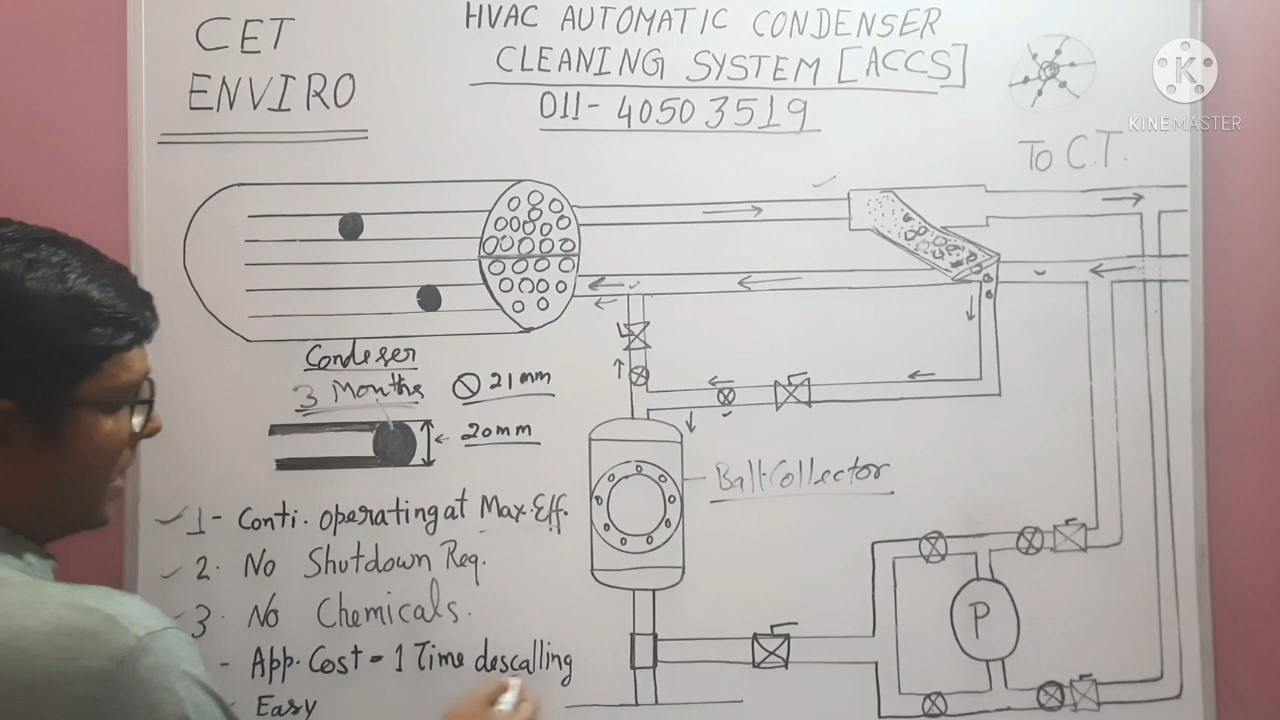 CET
ENVIRO
HVAC AUTOMATIC CONDENSER
CLEANING SYSTEM [ACCS]
011-40503519
K
KINEMASTER
To C.T.
Condeser
3 Months
21mm
20mm
Ball Collector
P
1- Conti. operating at Max. Eff.
2. No Shutdown Req.
3 No Chemicals.
- App. Cost = 1 Time descalling
Easy